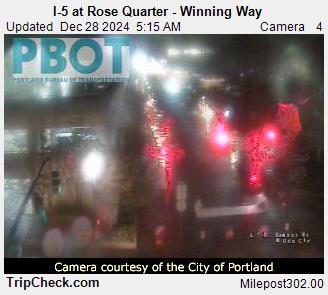 I-5 at Rose Quarter - Winning Way
Updated Dec 28 2024 5:15 AM Camera 4
PBOT
PORTLAND BUREAU OF TRANSPORTATION
Camera courtesy of the City of Portland
TripCheck.com Milepost302.00